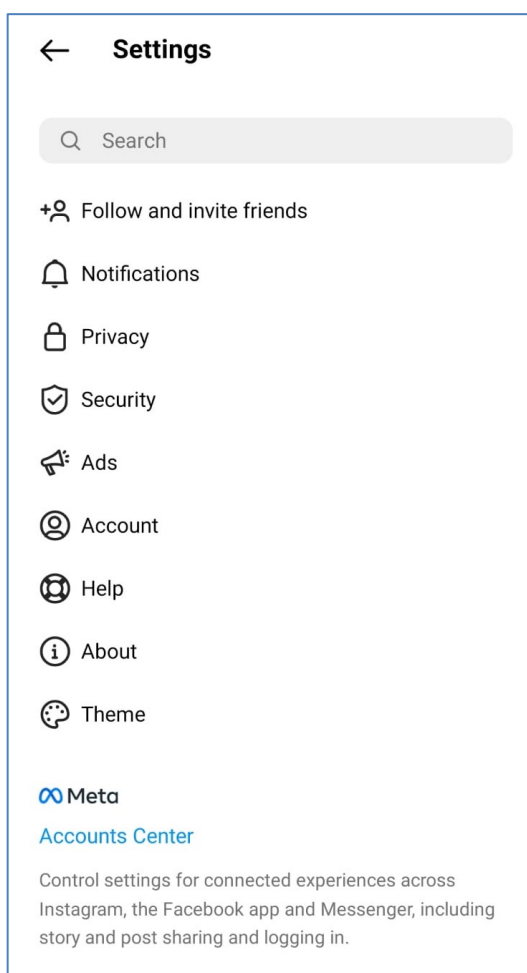 Settings
Search
Follow and invite friends
Notifications
Privacy
Security
Ads
Account
Help
About
Theme
Meta
Accounts Center
Control settings for connected experiences across
Instagram, the Facebook app and Messenger, including
story and post sharing and logging in.